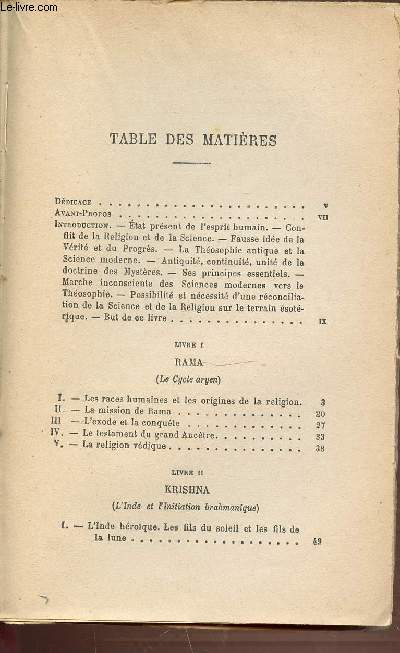 Le-livre.com
TABLE DES MATIÈRES
DÉDICACE . . . . . . . . . . . . . . . . . . . . V
AVANT-PROPOS . . . . . . . . . . . . . . . . . . VII
INTRODUCTION. — État présent de l'esprit humain. — Con-
flit de la Religion et de la Science. — Fausse idée de la
Vérité et du Progrès. — La Théosophie antique et la
Science moderne. — Antiquité, continuité, unité de la
doctrine des Mystères. — Ses principes essentiels. —
Marche inconsciente des Sciences modernes vers la
Théosophie. — Possibilité et nécessité d'une réconcilia-
tion de la Science et de la Religion sur le terrain ésoté-
rique. — But de ce livre . . . . . . . . . . . . . IX
LIVRE I
RAMA
(Le Cycle aryen)
I. — Les races humaines et les origines de la religion. 3
II. — La mission de Rama . . . . . . . . . . . . 20
III — L'exode et la conquête . . . . . . . . . . . 27
IV. — Le testament du grand Ancêtre. . . . . . . . . 33
V. — La religion védique. . . . . . . . . . . . . 38
LIVRE II
KRISHNA
(L'Inde et l'Initiation brahmanique)
I. — L'Inde héroïque. Les fils du soleil et les fils de
la lune . . . . . . . . . . . . . . . . . . . 49